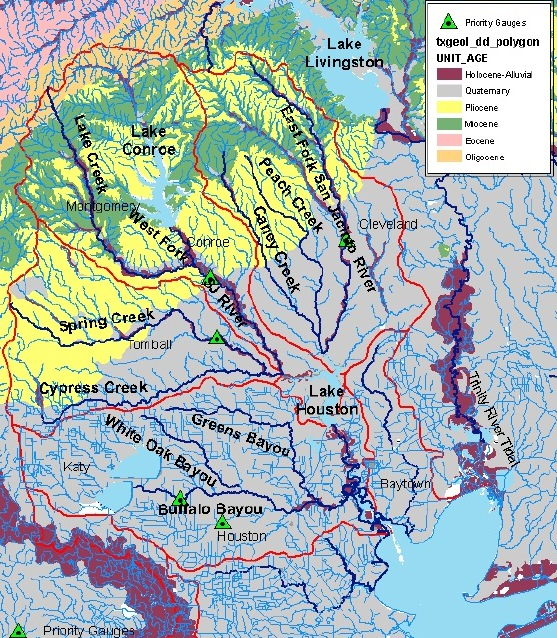 Priority Gauges
txgeol_dd_polygon
UNIT_AGE
Holocene-Alluvial
Quaternary
Pliocene
Miocene
Eocene
Oligocene
Lake
Livingston
Lake
Conroe
Lake Creek
East Fork San Jacinto River
Peach Creek
Caney Creek
Montgomery
West Fork SJ River
Conroe
Cleveland
Spring Creek
Tomball
Cypress Creek
Lake
Houston
Trinity River Tidal
Greens Bayou
White Oak Bayou
Katy
Baytown
Buffalo Bayou
Houston
Priority Gauges